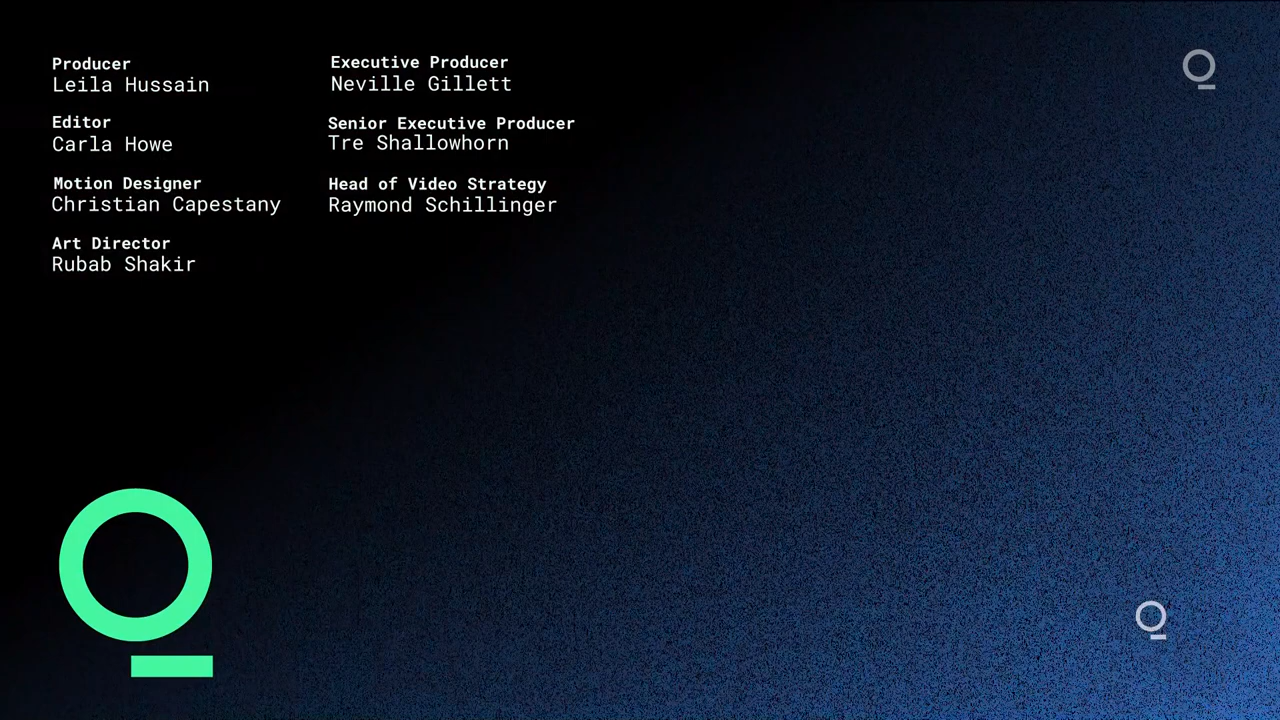 Producer
Leila Hussain
Editor
Carla Howe
Motion Designer
Christian Capestany
Art Director
Rubab Shakir
Executive Producer
Neville Gillett
Senior Executive Producer
Tre Shallowhorn
Head of Video Strategy
Raymond Schillinger